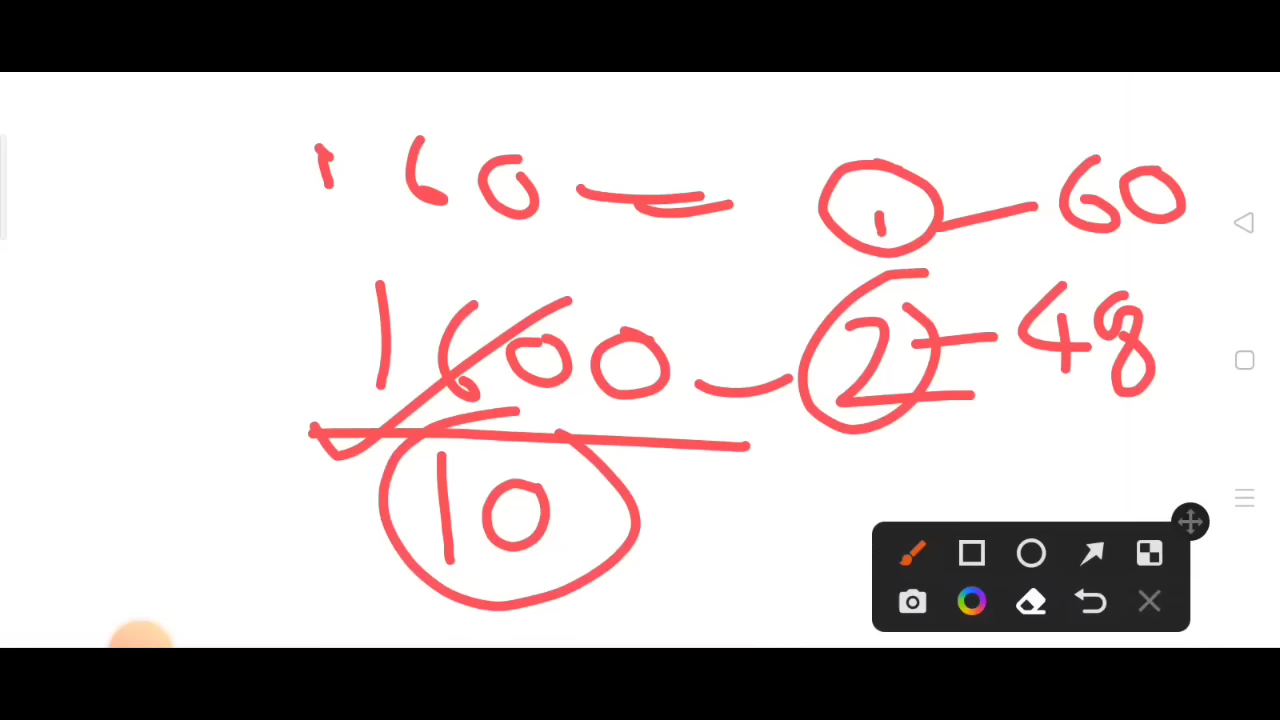 160 — 1 — 60
1600 — 2 — 48
10